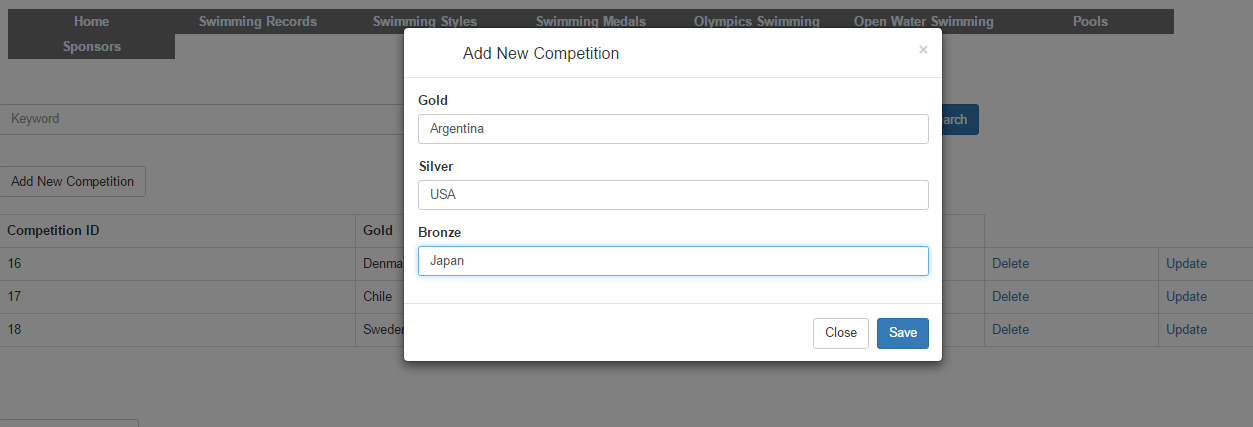 Home Swimming Records Swimming Styles Swimming Medals Olympics Swimming Open Water Swimming Pools
Sponsors
Add New Competition ×
Gold
Keyword Argentina arch
Silver
Add New Competition USA
Competition ID Gold Bronze
16 Denma Japan Delete Update
17 Chile Delete Update
18 Sweden Delete Update
Close Save